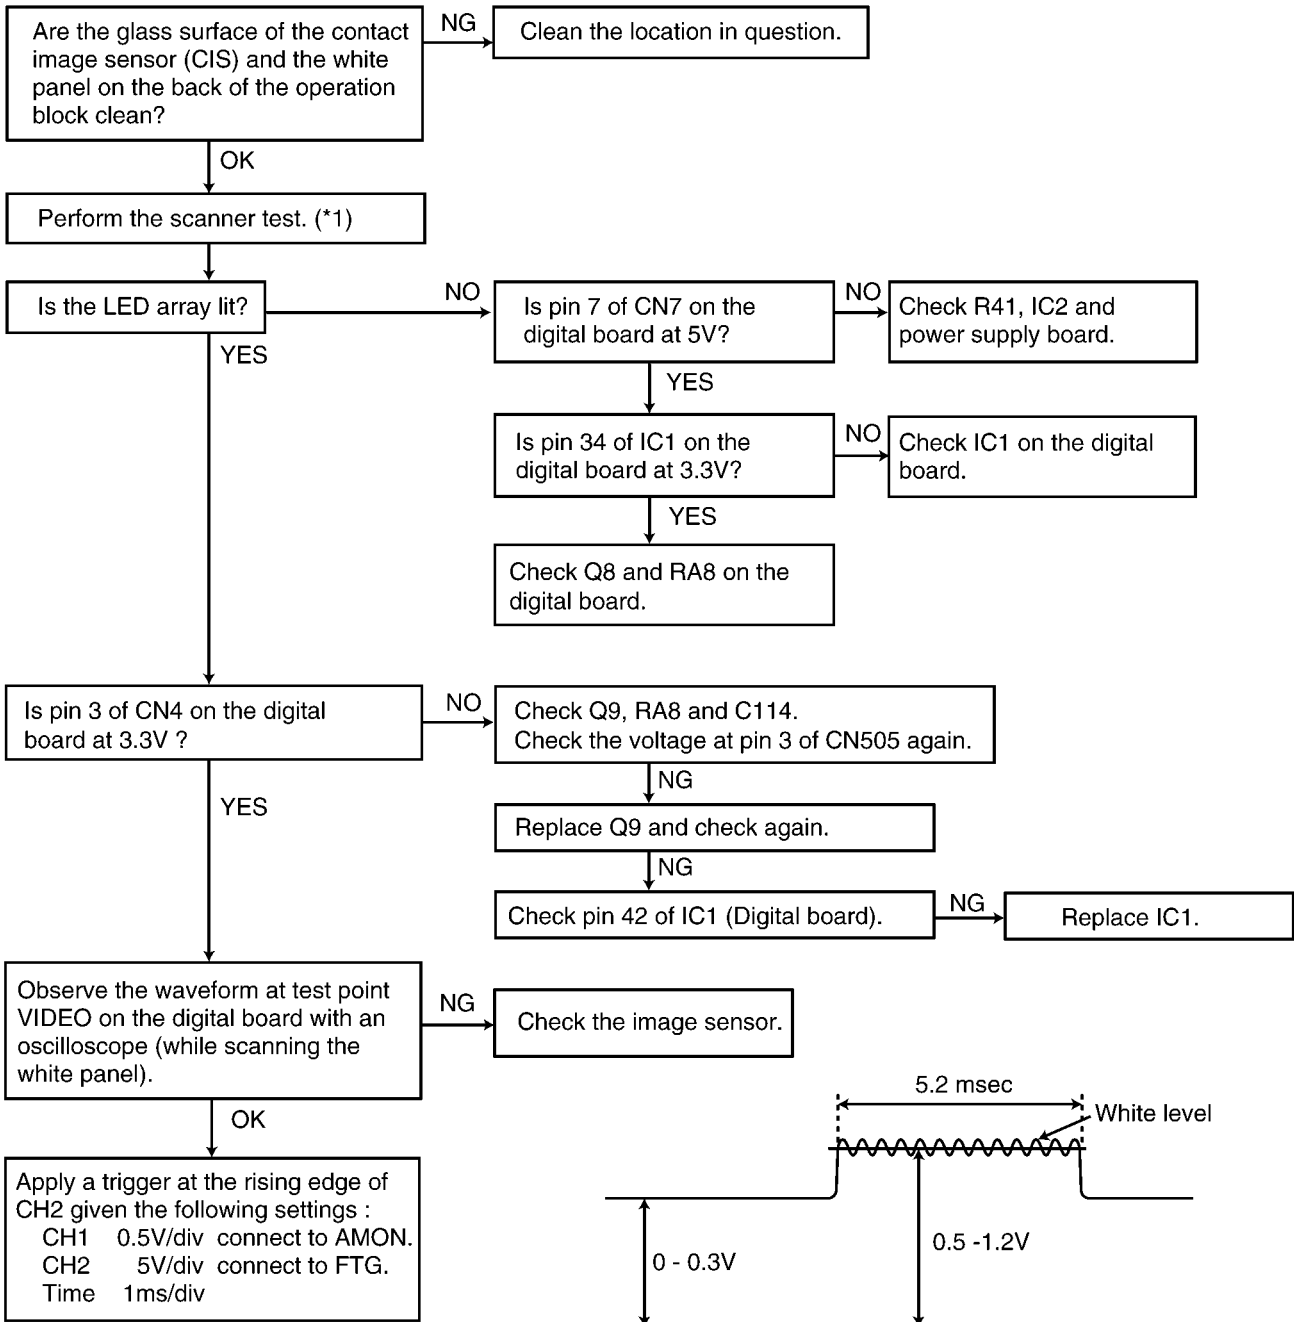 Are the glass surface of the contact
image sensor (CIS) and the white
panel on the back of the operation
block clean?
NG
Clean the location in question.
OK
Perform the scanner test. (*1)
Is the LED array lit?
NO
Is pin 7 of CN7 on the
digital board at 5V?
NO
Check R41, IC2 and
power supply board.
YES
YES
Is pin 34 of IC1 on the
digital board at 3.3V?
NO
Check IC1 on the digital
board.
YES
Check Q8 and RA8 on the
digital board.
Is pin 3 of CN4 on the digital
board at 3.3V ?
NO
Check Q9, RA8 and C114.
Check the voltage at pin 3 of CN505 again.
NG
YES
Replace Q9 and check again.
NG
Check pin 42 of IC1 (Digital board).
NG
Replace IC1.
Observe the waveform at test point
VIDEO on the digital board with an
oscilloscope (while scanning the
white panel).
NG
Check the image sensor.
OK
Apply a trigger at the rising edge of
CH2 given the following settings :
CH1 0.5V/div connect to AMON.
CH2 5V/div connect to FTG.
Time 1ms/div
5.2 msec
White level
0 - 0.3V
0.5 -1.2V